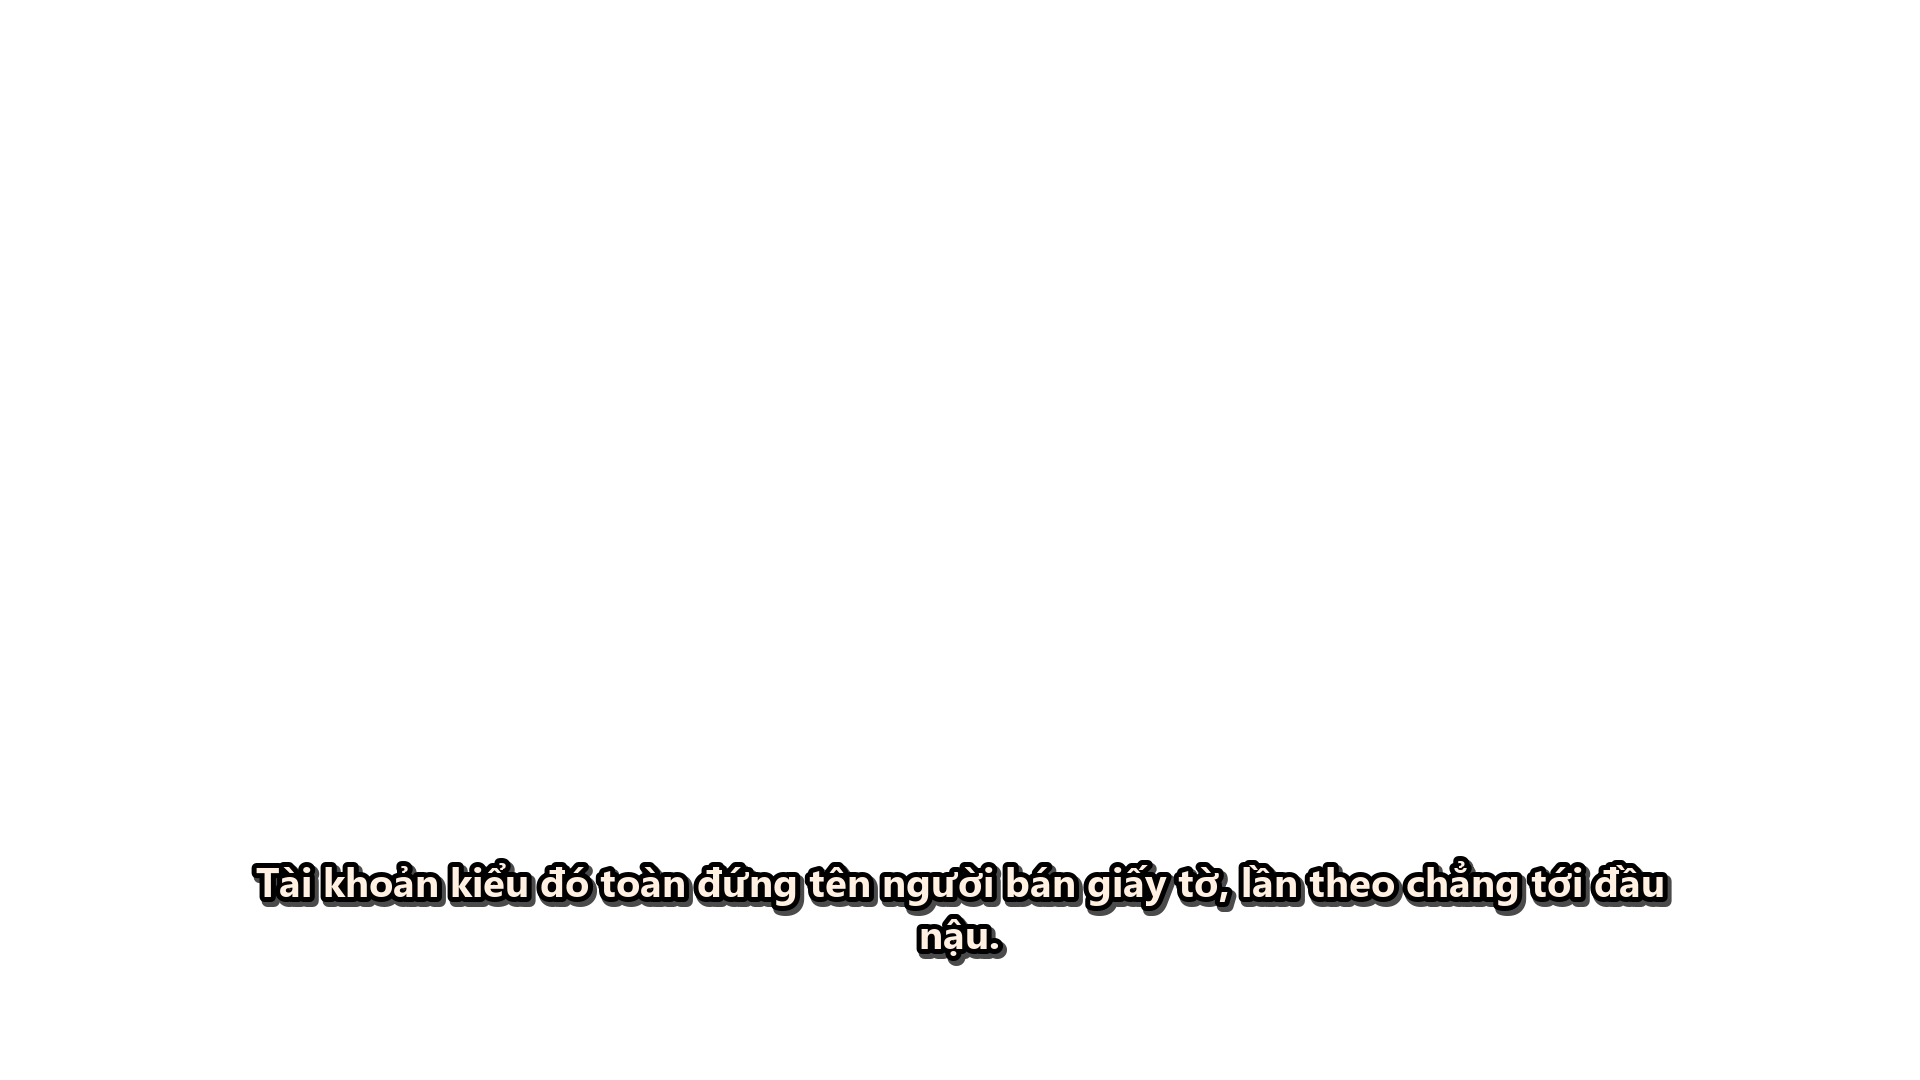 Tài khoản kiểu đó toàn đứng tên người bán giấy tờ, lần theo chẳng tới đầu
nậu.